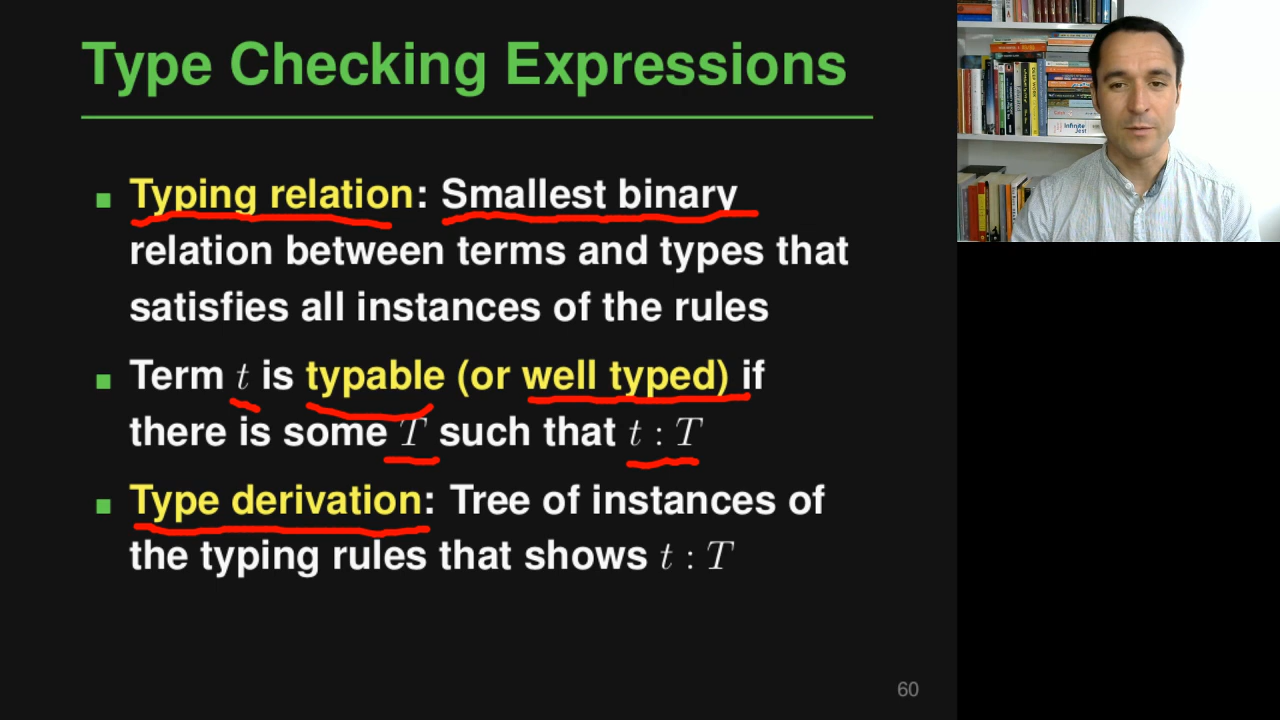 Type Checking Expressions
Typing relation: Smallest binary
relation between terms and types that
satisfies all instances of the rules
Term t is typable (or well typed) if
there is some T such that t : T
Type derivation: Tree of instances of
the typing rules that shows t : T
60
Infinite
Jest